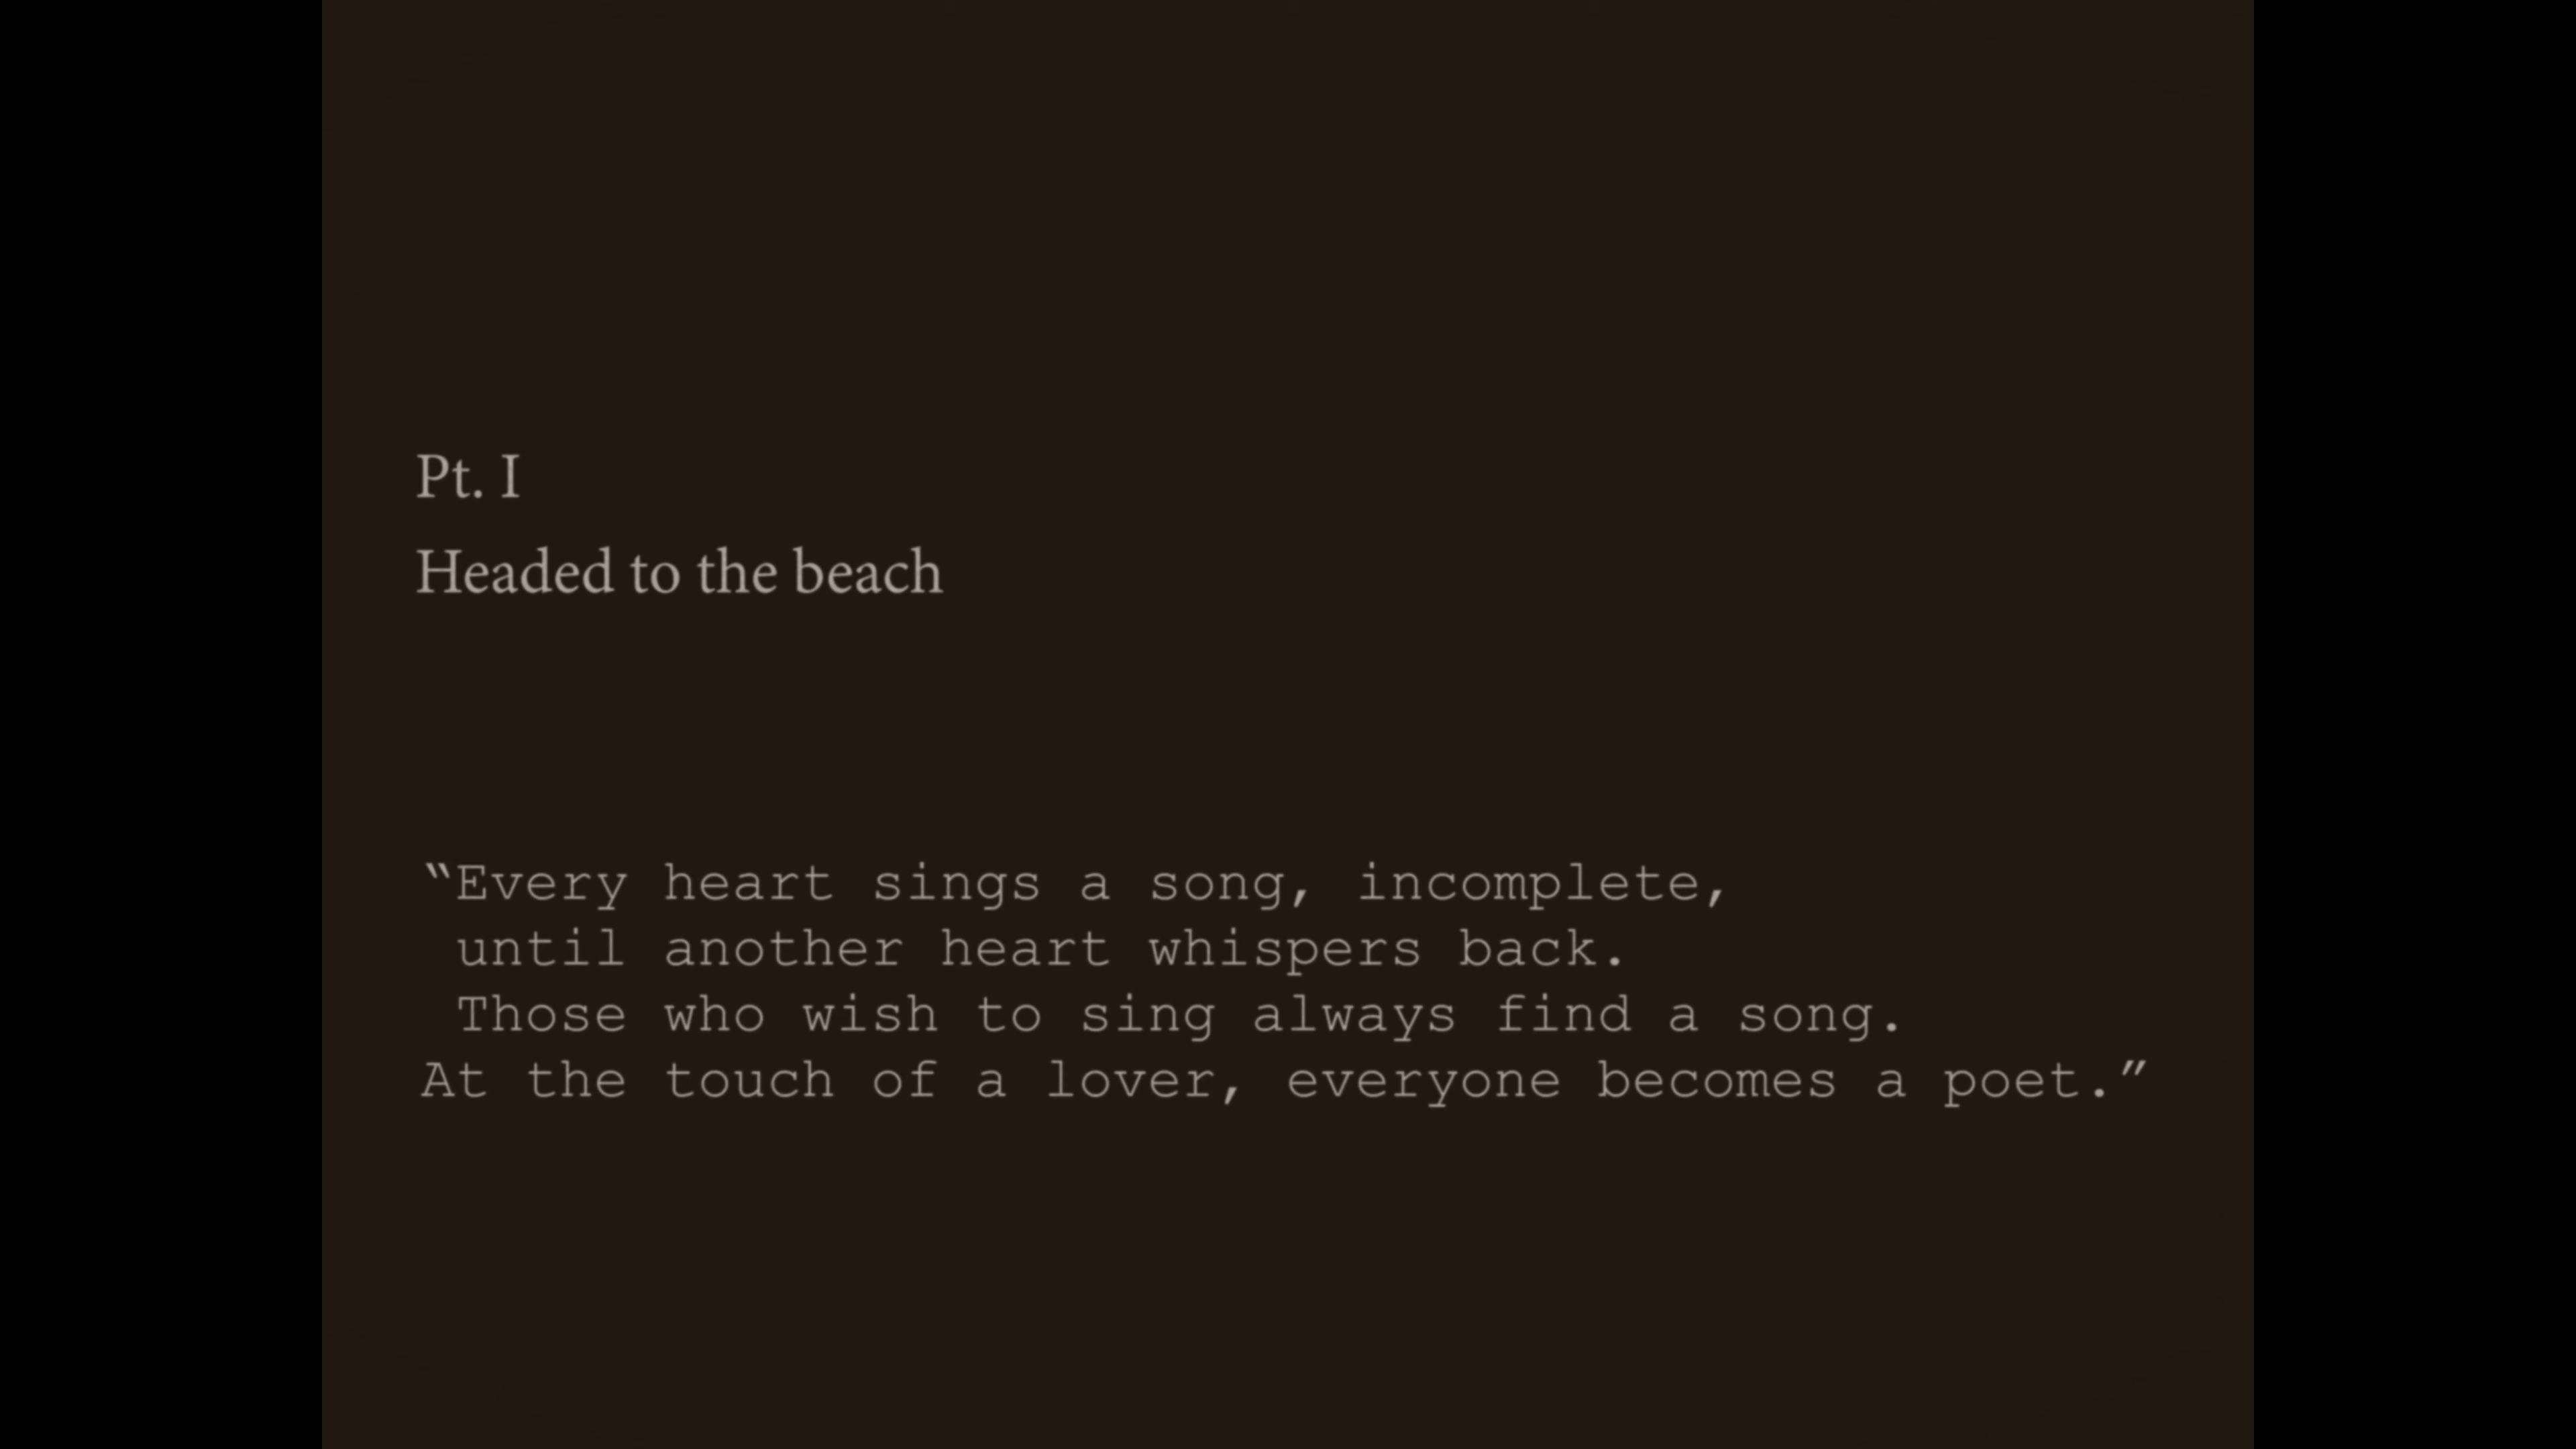 Pt. I
Headed to the beach
“Every heart sings a song, incomplete,
until another heart whispers back.
Those who wish to sing always find a song.
At the touch of a lover, everyone becomes a poet.”